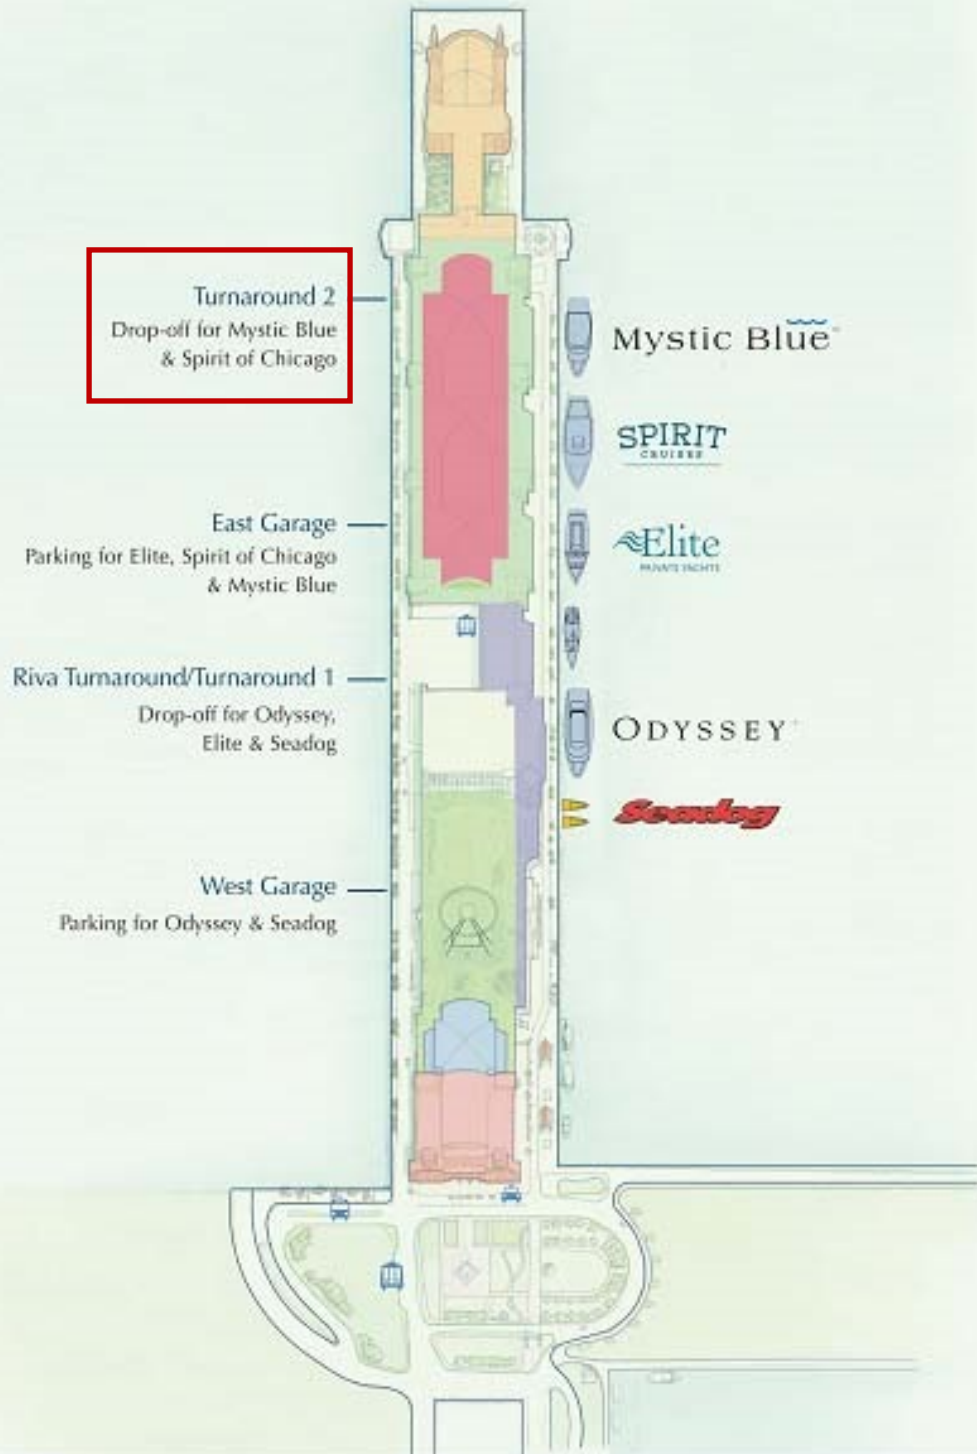 Turnaround 2
Drop-off for Mystic Blue
& Spirit of Chicago
Mystic Blue
SPIRIT
CRUISES
East Garage
Parking for Elite, Spirit of Chicago
& Mystic Blue
Elite
PRIVATE YACHTS
Riva Turnaround/Turnaround 1
Drop-off for Odyssey,
Elite & Seadog
ODYSSEY
Seadog
West Garage
Parking for Odyssey & Seadog